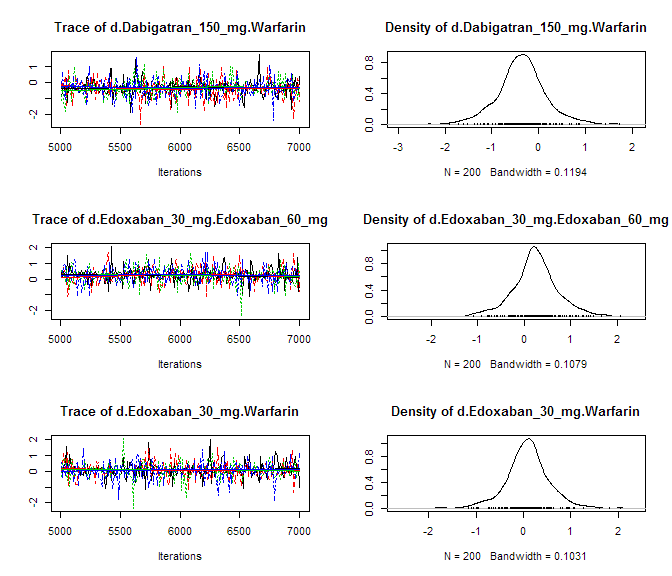 Trace of d.Dabigatran_150_mg.Warfarin
1
0
-2
5000 5500 6000 6500 7000
Iterations
Density of d.Dabigatran_150_mg.Warfarin
0.8
0.4
0.0
-3 -2 -1 0 1 2
N = 200 Bandwidth = 0.1194
Trace of d.Edoxaban_30_mg.Edoxaban_60_mg
2
1
0
-2
5000 5500 6000 6500 7000
Iterations
Density of d.Edoxaban_30_mg.Edoxaban_60_mg
0.8
0.4
0.0
-2 -1 0 1 2
N = 200 Bandwidth = 0.1079
Trace of d.Edoxaban_30_mg.Warfarin
2
1
0
-2
5000 5500 6000 6500 7000
Iterations
Density of d.Edoxaban_30_mg.Warfarin
0.8
0.4
0.0
-2 -1 0 1 2
N = 200 Bandwidth = 0.1031